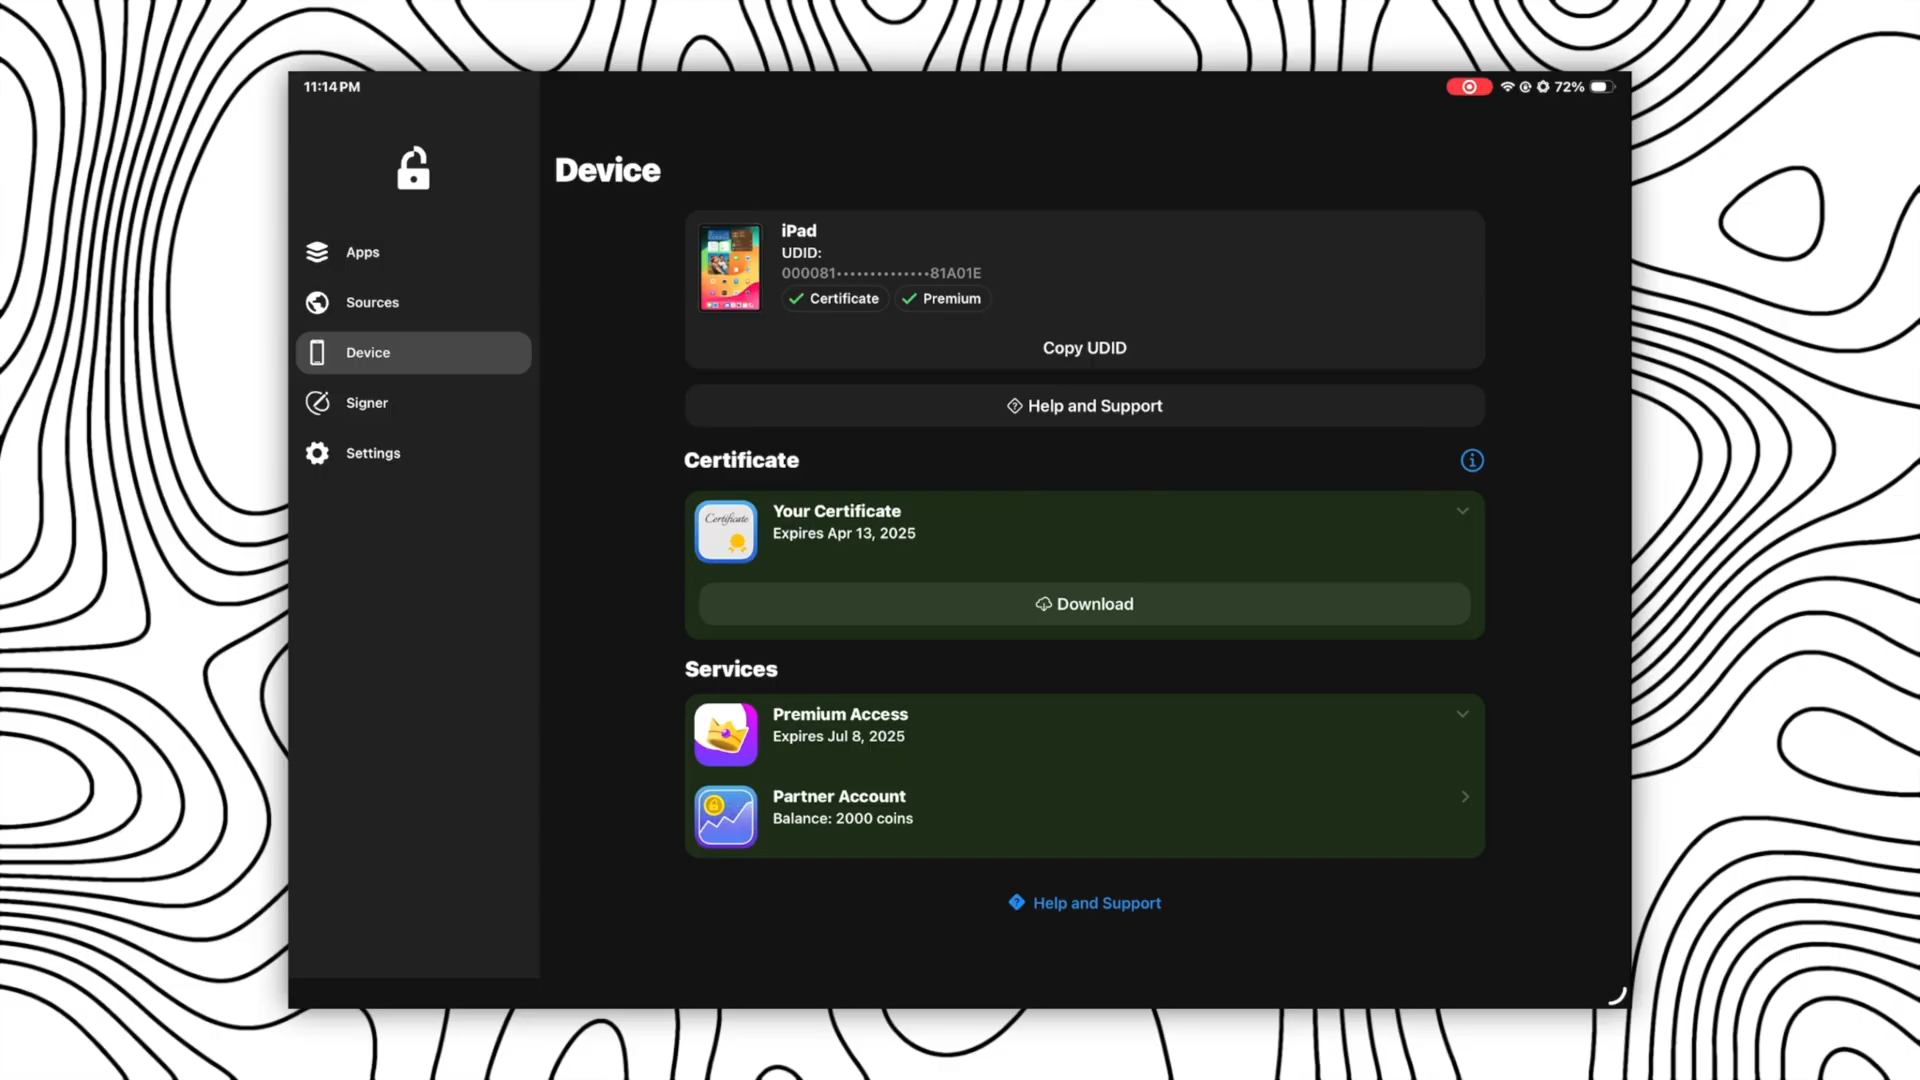 11:14 PM
72%
Apps
Sources
Device
Signer
Settings
Device
iPad
UDID:
000081••••••••••••••81A01E
Certificate
Premium
Copy UDID
Help and Support
Certificate
Certificate
Your Certificate
Expires Apr 13, 2025
Download
Services
Premium Access
Expires Jul 8, 2025
Partner Account
Balance: 2000 coins
Help and Support